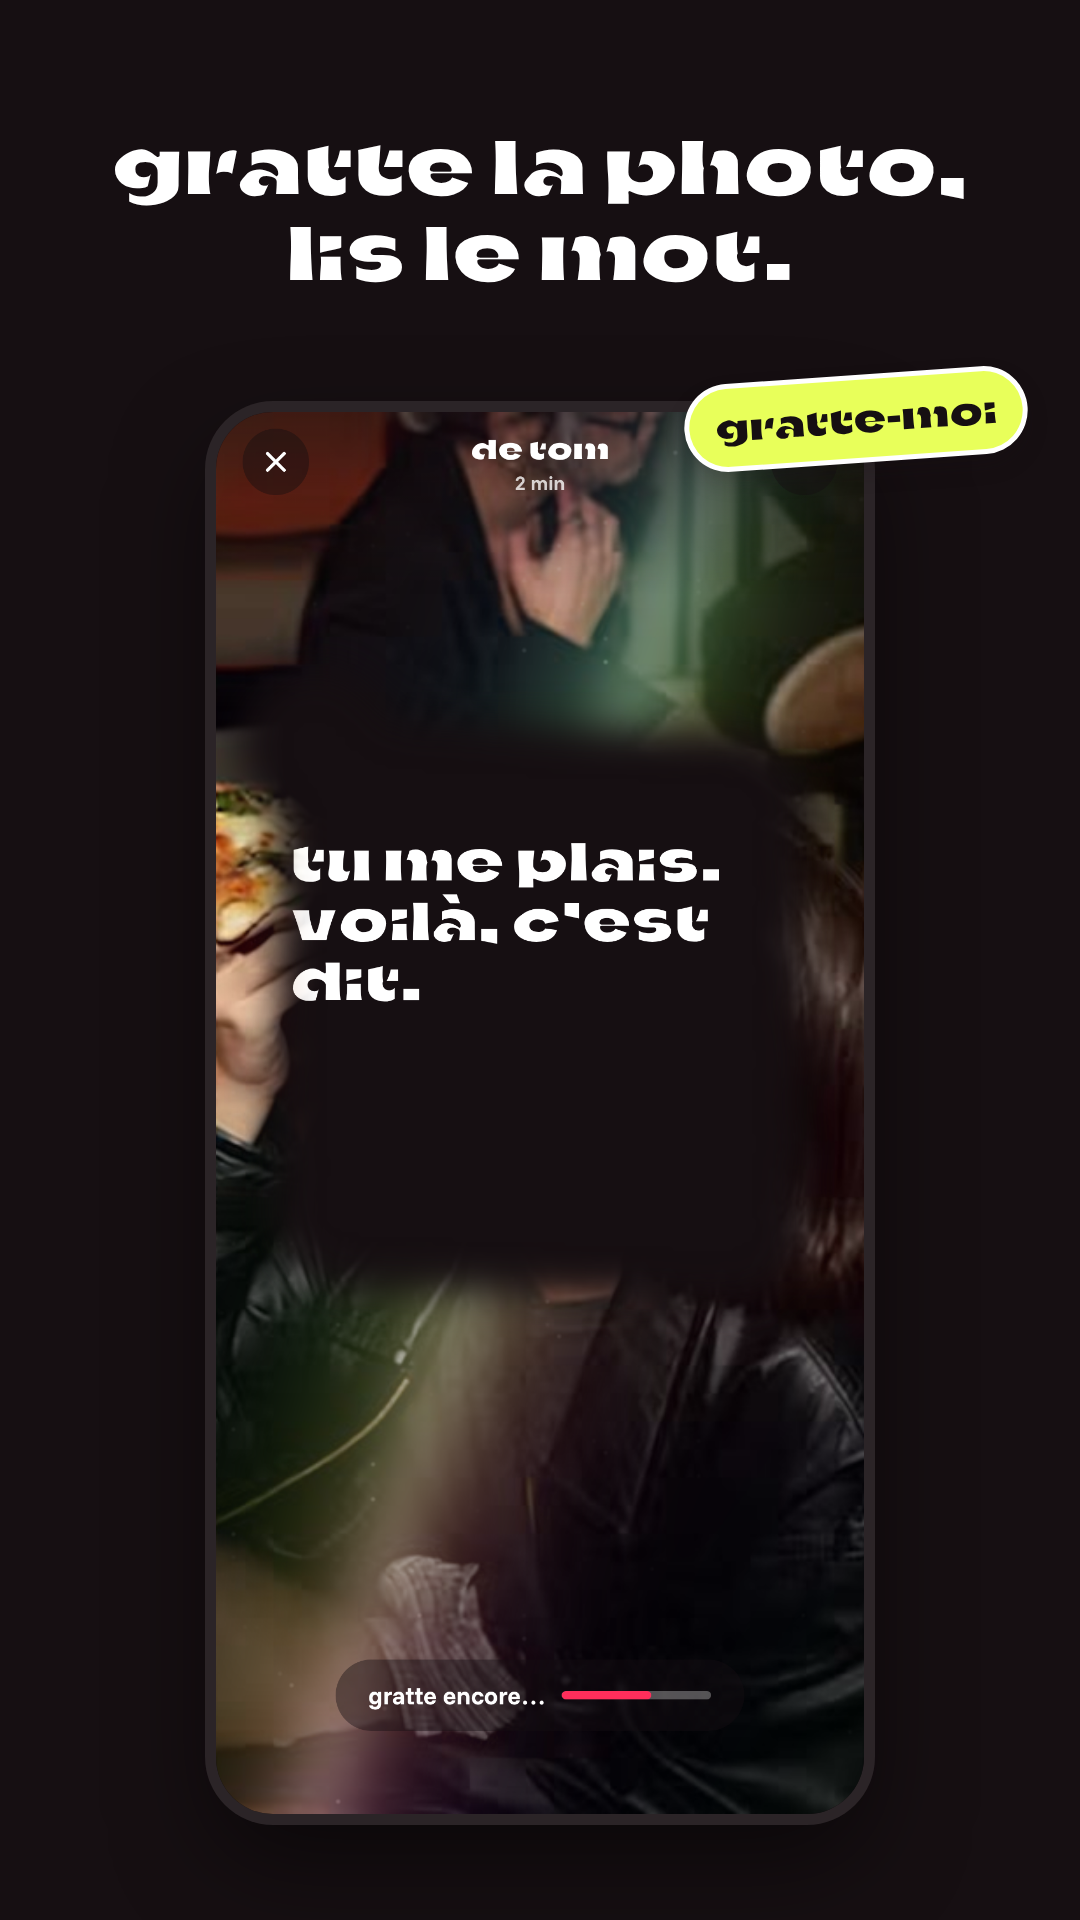 gratte la photo,
lis le mot.
gratte-moi
de tom
2 min
tu me plais.
voilà, c'est
dit.
gratte encore...